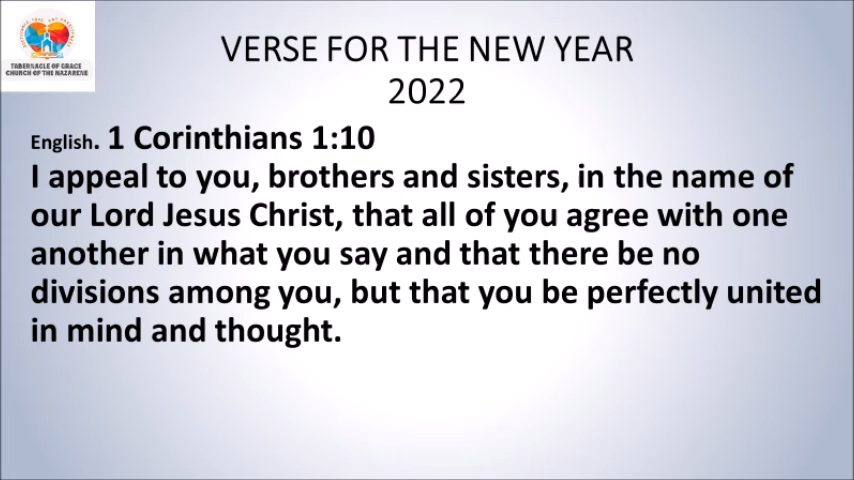 TABERNACLE OF GRACE
CHURCH OF THE NAZARENE
VERSE FOR THE NEW YEAR
2022
English. 1 Corinthians 1:10
I appeal to you, brothers and sisters, in the name of
our Lord Jesus Christ, that all of you agree with one
another in what you say and that there be no
divisions among you, but that you be perfectly united
in mind and thought.